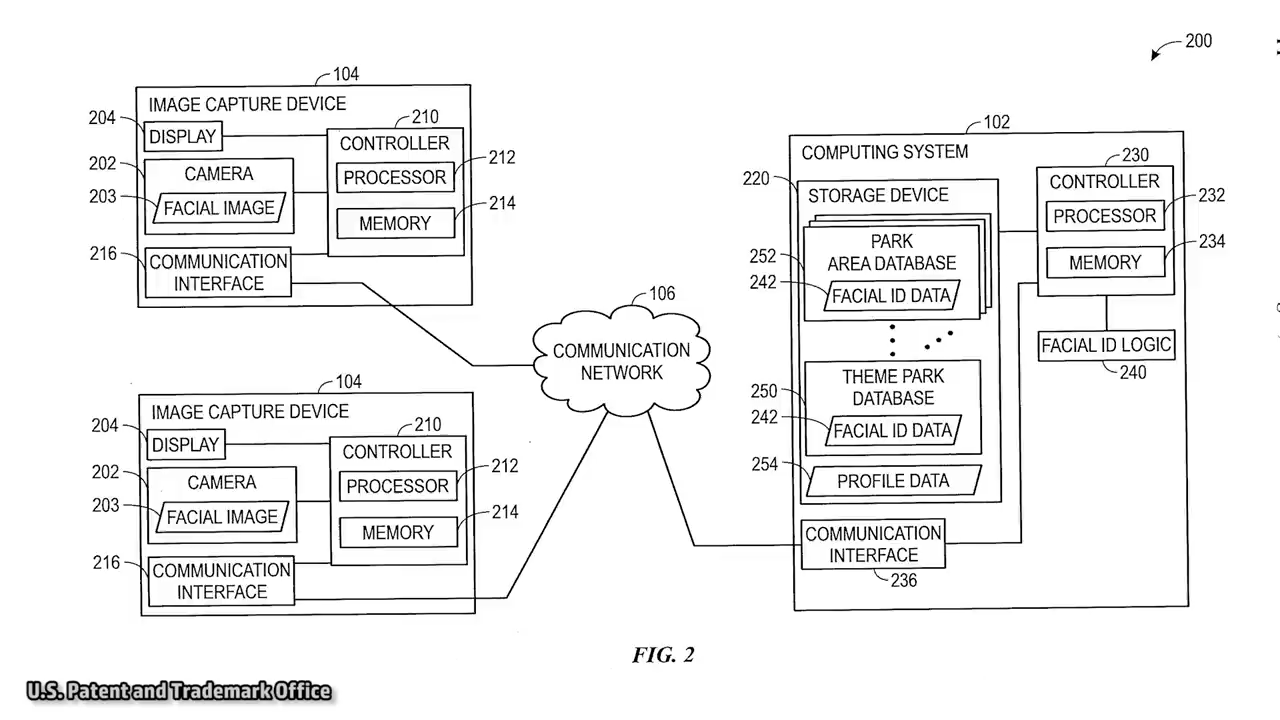 200
104
IMAGE CAPTURE DEVICE
204
DISPLAY
210
CONTROLLER
202
CAMERA
212
PROCESSOR
203
FACIAL IMAGE
214
MEMORY
216
COMMUNICATION
INTERFACE
106
COMMUNICATION
NETWORK
104
IMAGE CAPTURE DEVICE
204
DISPLAY
210
CONTROLLER
202
CAMERA
212
PROCESSOR
203
FACIAL IMAGE
214
MEMORY
216
COMMUNICATION
INTERFACE
102
COMPUTING SYSTEM
220
STORAGE DEVICE
252
PARK
AREA DATABASE
242
FACIAL ID DATA
250
THEME PARK
DATABASE
242
FACIAL ID DATA
254
PROFILE DATA
COMMUNICATION
INTERFACE
236
230
CONTROLLER
PROCESSOR
232
MEMORY
234
FACIAL ID LOGIC
240
FIG. 2
U.S. Patent and Trademark Office